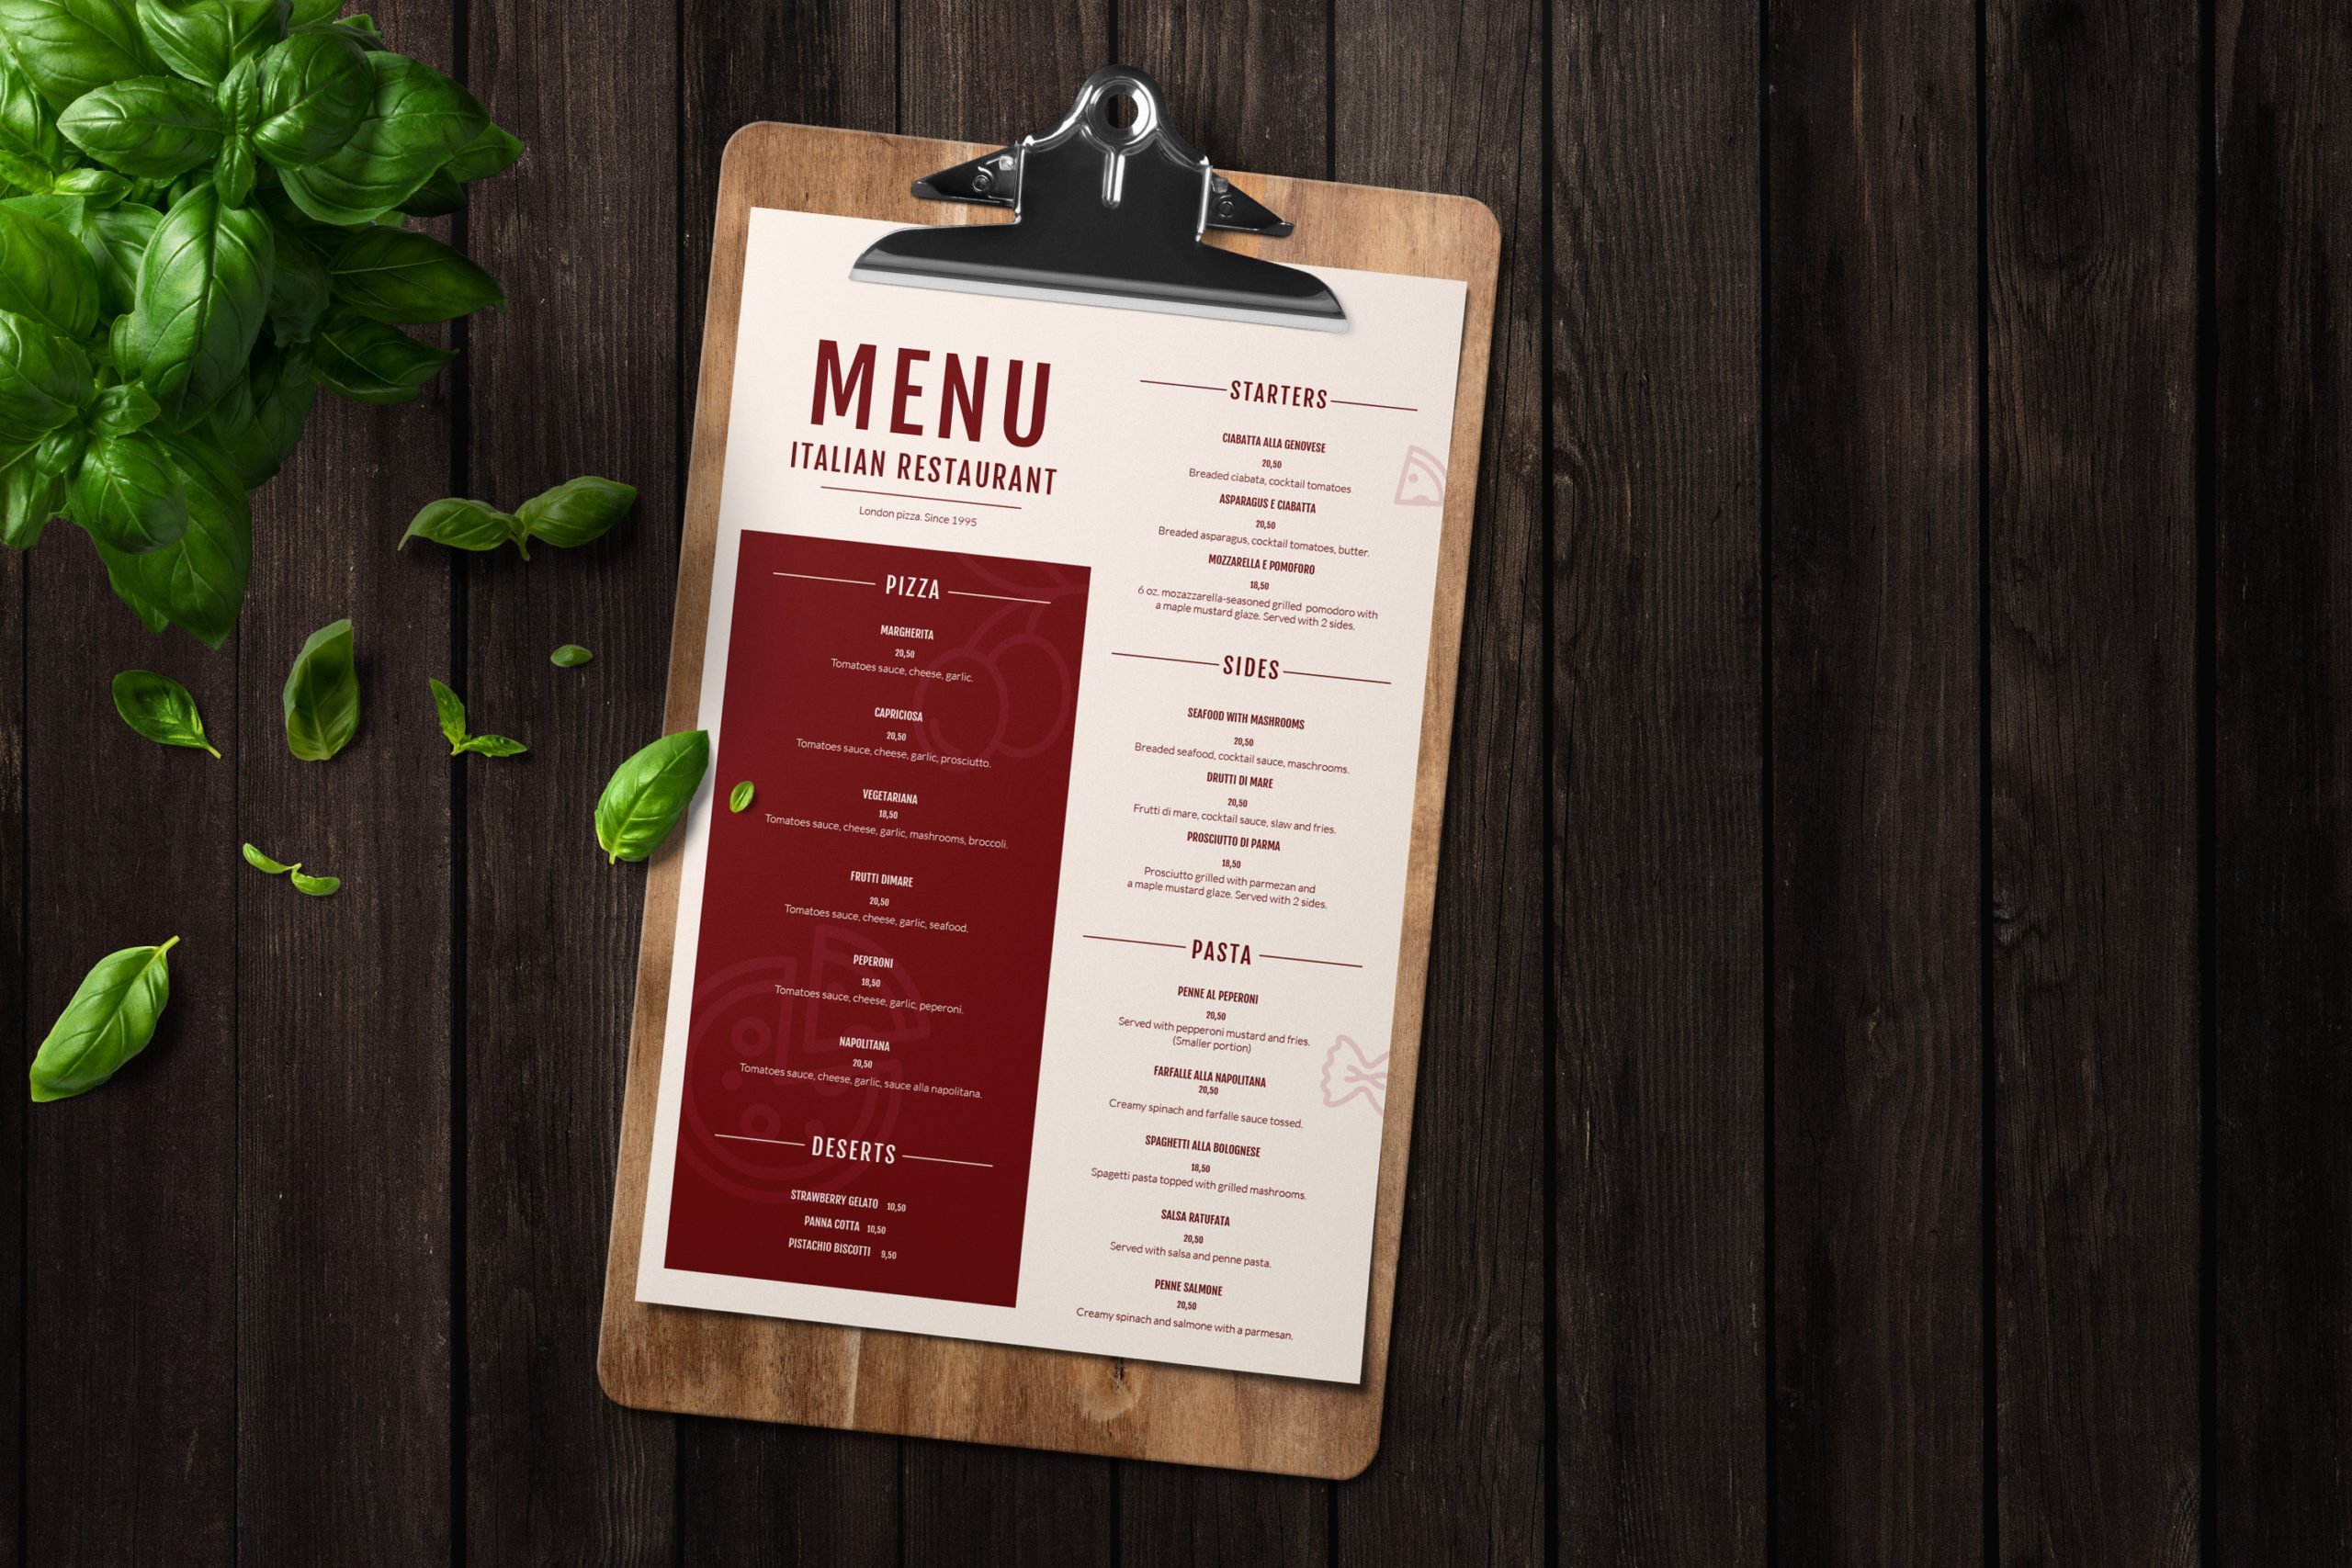 MENU
ITALIAN RESTAURANT
London pizza. Since 1995
PIZZA
MARGHERITA
20,50
Tomatoes sauce, cheese, garlic.
CAPRICIOSA
20,50
Tomatoes sauce, cheese, garlic, prosciutto.
VEGETARIANA
18,50
Tomatoes sauce, cheese, garlic, mashrooms, broccoli.
FRUTTI DIMARE
20,50
Tomatoes sauce, cheese, garlic, seafood.
PEPERONI
18,50
Tomatoes sauce, cheese, garlic, peperoni.
NAPOLITANA
20,50
Tomatoes sauce, cheese, garlic, sauce alla napolitana.
DESERTS
STRAWBERRY GELATO 10,50
PANNA COTTA 10,50
PISTACHIO BISCOTTI 9,50
STARTERS
CIABATTA ALLA GENOVESE
20,50
Breaded ciabata, cocktail tomatoes
ASPARAGUS E CIABATTA
20,50
Breaded asparagus, cocktail tomatoes, butter.
MOZZARELLA E POMOFORO
18,50
6 oz. mozazzarella-seasoned grilled pomodoro with
a maple mustard glaze. Served with 2 sides.
SIDES
SEAFOOD WITH MASHROOMS
20,50
Breaded seafood, cocktail sauce, maschrooms.
DRUTTI DI MARE
20,50
Frutti di mare, cocktail sauce, slaw and fries.
PROSCIUTTO DI PARMA
18,50
Prosciutto grilled with parmezan and
a maple mustard glaze. Served with 2 sides.
PASTA
PENNE AL PEPERONI
20,50
Served with pepperoni mustard and fries.
(Smaller portion)
FARFALLE ALLA NAPOLITANA
20,50
Creamy spinach and farfalle sauce tossed.
SPAGHETTI ALLA BOLOGNESE
18,50
Spagetti pasta topped with grilled mashrooms.
SALSA RATUFATA
20,50
Served with salsa and penne pasta.
PENNE SALMONE
20,50
Creamy spinach and salmone with a parmesan.